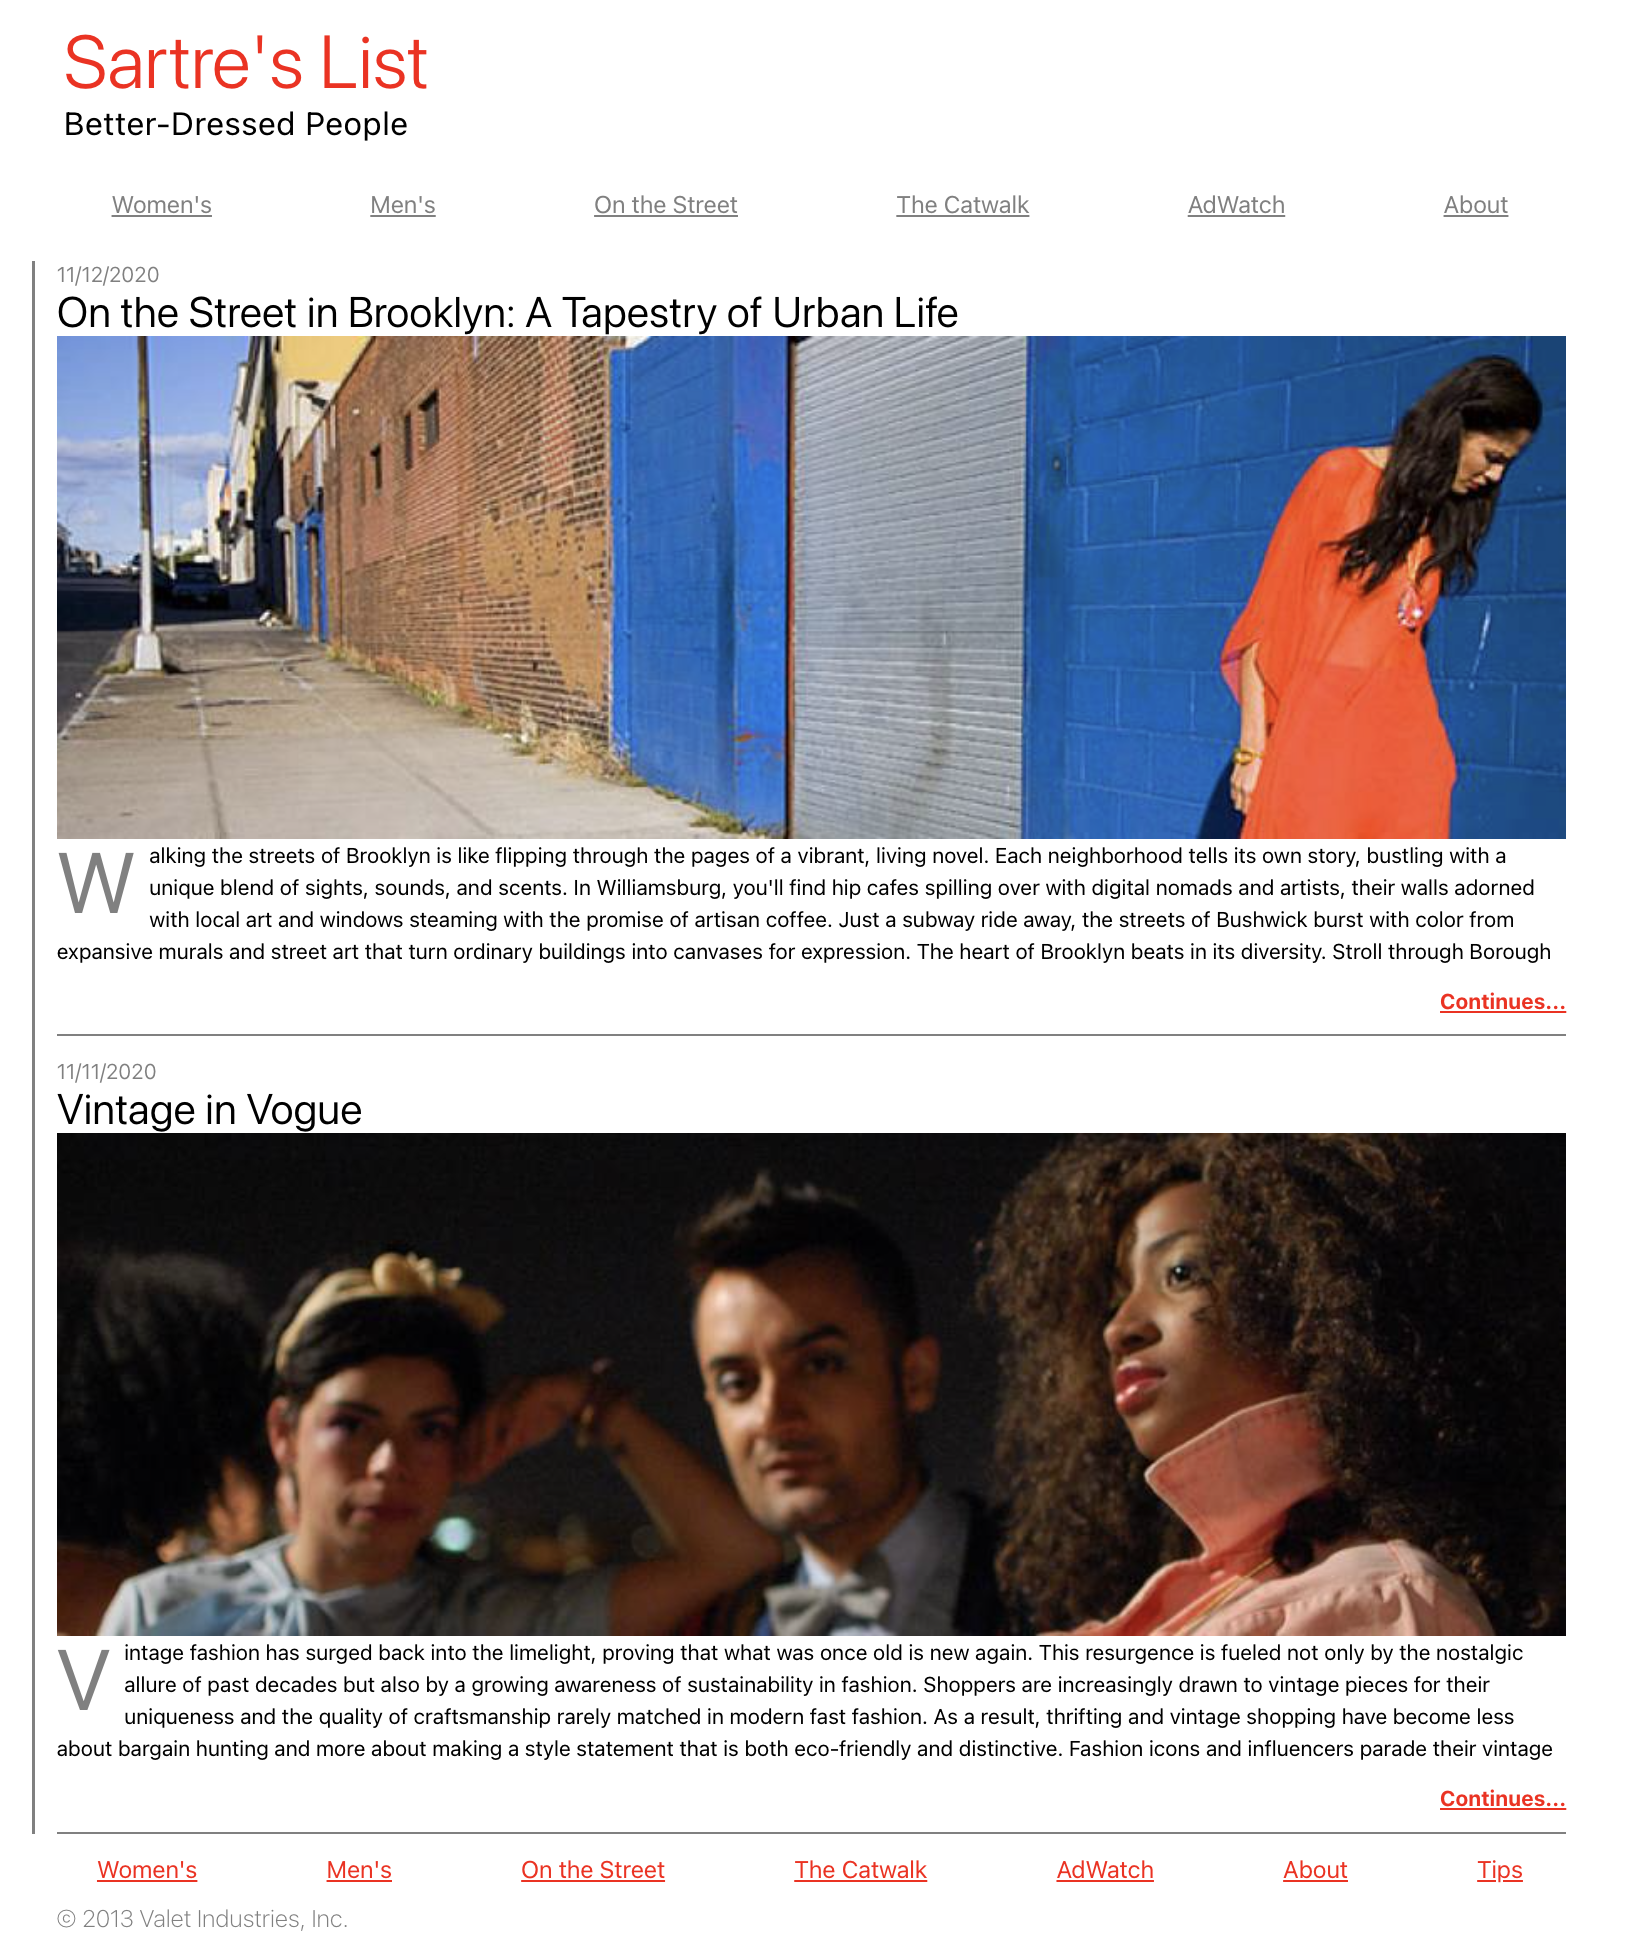 Sartre's List
Better-Dressed People
Women's Men's On the Street The Catwalk AdWatch About
11/12/2020
On the Street in Brooklyn: A Tapestry of Urban Life
Walking the streets of Brooklyn is like flipping through the pages of a vibrant, living novel. Each neighborhood tells its own story, bustling with a
unique blend of sights, sounds, and scents. In Williamsburg, you'll find hip cafes spilling over with digital nomads and artists, their walls adorned
with local art and windows steaming with the promise of artisan coffee. Just a subway ride away, the streets of Bushwick burst with color from
expansive murals and street art that turn ordinary buildings into canvases for expression. The heart of Brooklyn beats in its diversity. Stroll through Borough
Continues...
11/11/2020
Vintage in Vogue
Vintage fashion has surged back into the limelight, proving that what was once old is new again. This resurgence is fueled not only by the nostalgic
allure of past decades but also by a growing awareness of sustainability in fashion. Shoppers are increasingly drawn to vintage pieces for their
uniqueness and the quality of craftsmanship rarely matched in modern fast fashion. As a result, thrifting and vintage shopping have become less
about bargain hunting and more about making a style statement that is both eco-friendly and distinctive. Fashion icons and influencers parade their vintage
Continues...
Women's Men's On the Street The Catwalk AdWatch About Tips
© 2013 Valet Industries, Inc.